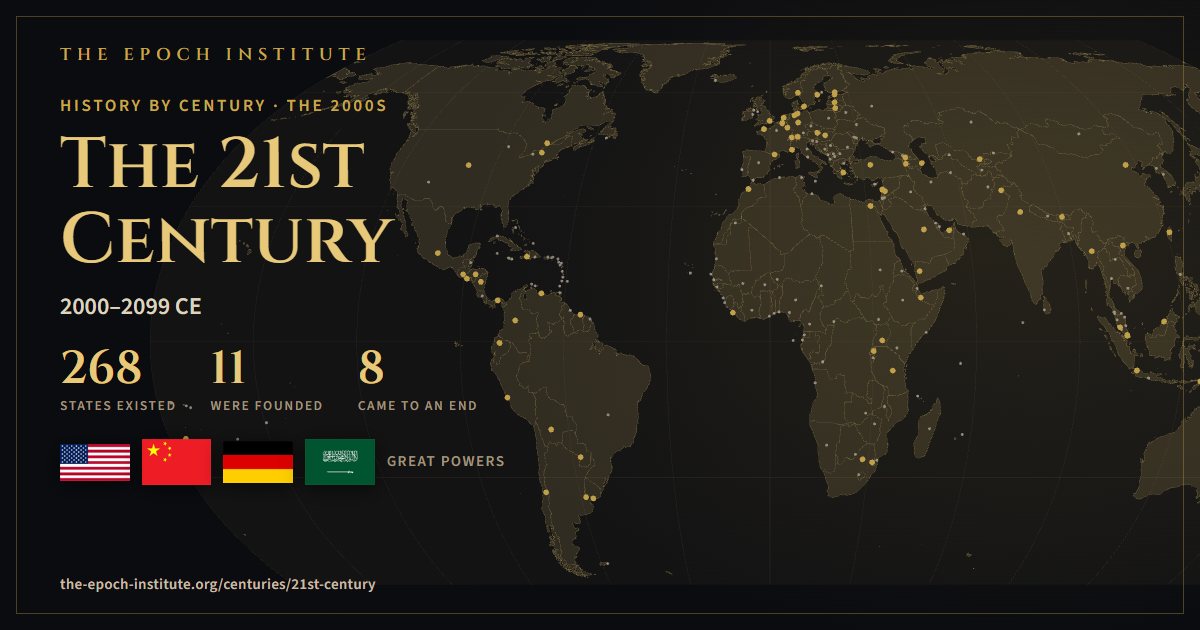 THE EPOCH INSTITUTE
HISTORY BY CENTURY · THE 2000S
THE 21ST
CENTURY
2000–2099 CE
268 11 8
STATES EXISTED WERE FOUNDED CAME TO AN END
GREAT POWERS
the-epoch-institute.org/centuries/21st-century